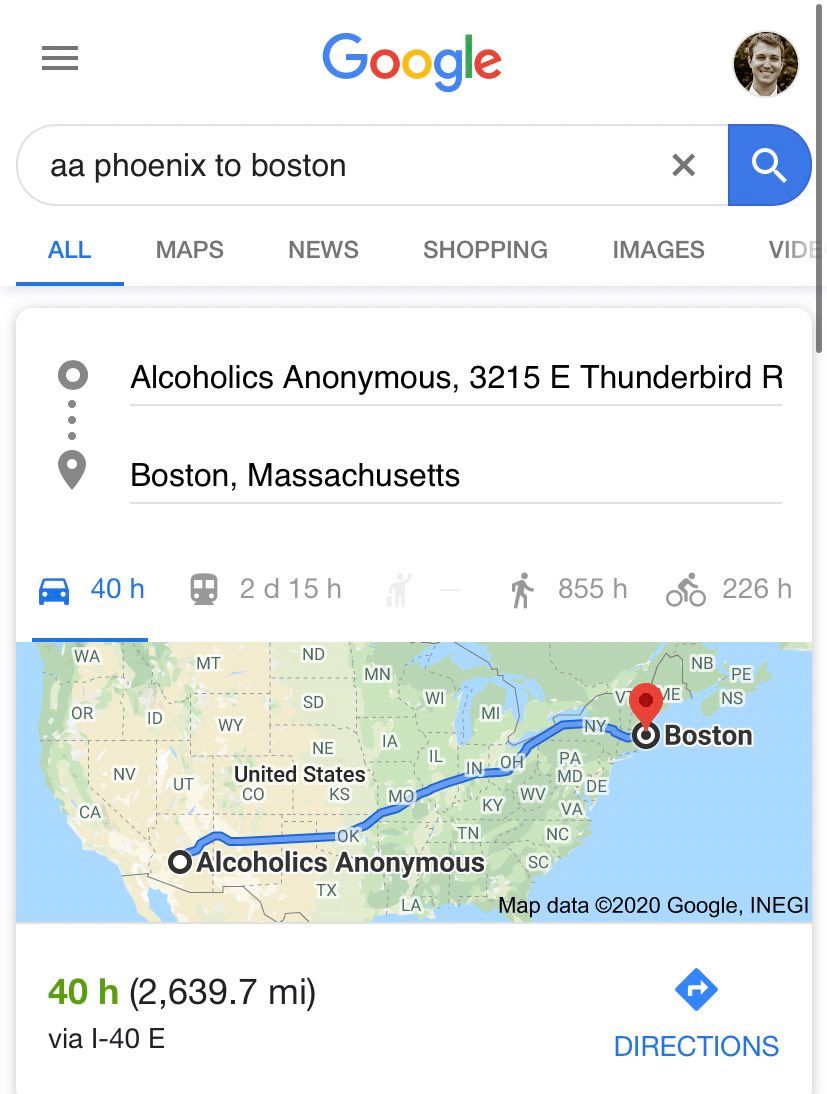 Google
aa phoenix to boston
ALL MAPS NEWS SHOPPING IMAGES VIDE
Alcoholics Anonymous, 3215 E Thunderbird R
Boston, Massachusetts
40 h 2 d 15 h — 855 h 226 h
WA MT ND MN NB PE
OR ID SD WI MI VT ME NS
WY NE IA NY Boston
NV UT United States IL IN OH PA
CO KS MO MD DE
CA KY WV VA
OK TN NC
Alcoholics Anonymous SC
TX LA
Map data ©2020 Google, INEGI
40 h (2,639.7 mi)
via I-40 E
DIRECTIONS